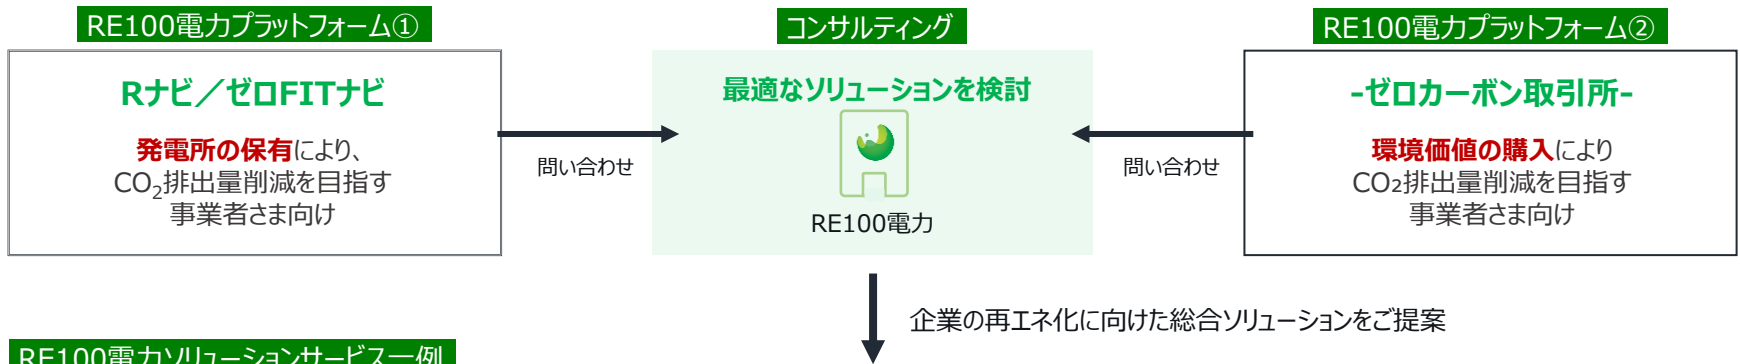 RE100電力プラットフォーム①
Rナビ／ゼロFITナビ
発電所の保有により、
CO₂排出量削減を目指す
事業者さま向け
問い合わせ
コンサルティング
最適なソリューションを検討
RE100電力
問い合わせ
RE100電力プラットフォーム②
-ゼロカーボン取引所-
環境価値の購入により
CO₂排出量削減を目指す
事業者さま向け
企業の再エネ化に向けた総合ソリューションをご提案
RE100電力ソリューションサービス一例